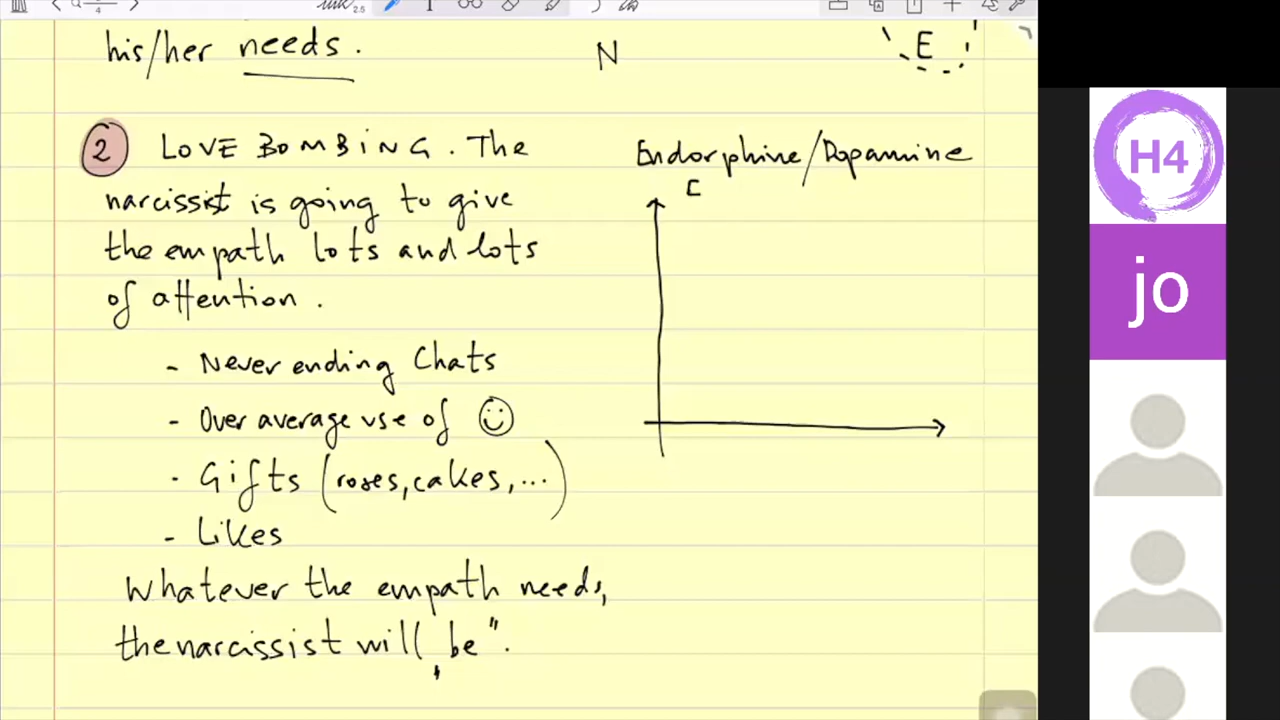 his/her needs.
N
E
2 LOVE BOMBING. The
narcissist is going to give
the empath lots and lots
of attention.
- Never ending Chats
- Over average use of ☺
- Gifts (roses, cakes, ...)
- Likes
Whatever the empath needs,
the narcissist will „be".
Endorphine/Dopamine
H4
jo